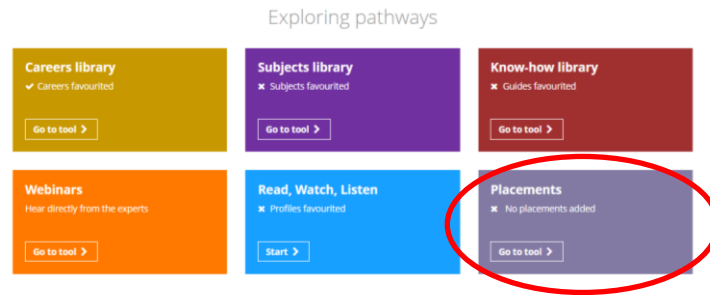 Exploring pathways
Careers library
✔ Careers favourited
Go to tool ❯
Subjects library
✖ Subjects favourited
Go to tool ❯
Know-how library
✖ Guides favourited
Go to tool ❯
Webinars
Hear directly from the experts
Go to tool ❯
Read, Watch, Listen
✖ Profiles favourited
Start ❯
Placements
✖ No placements added
Go to tool ❯